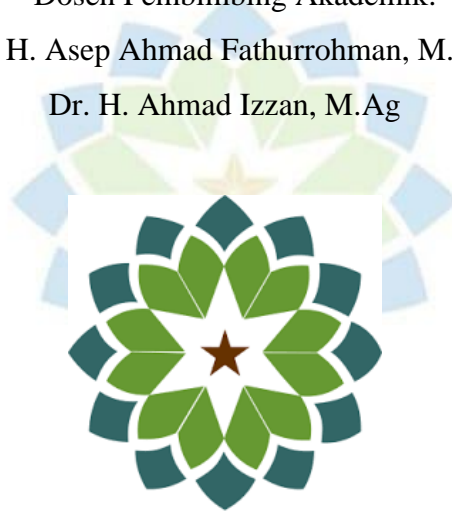 Dosen Pembimbing Akademik:
H. Asep Ahmad Fathurrohman, M.
Dr. H. Ahmad Izzan, M.Ag